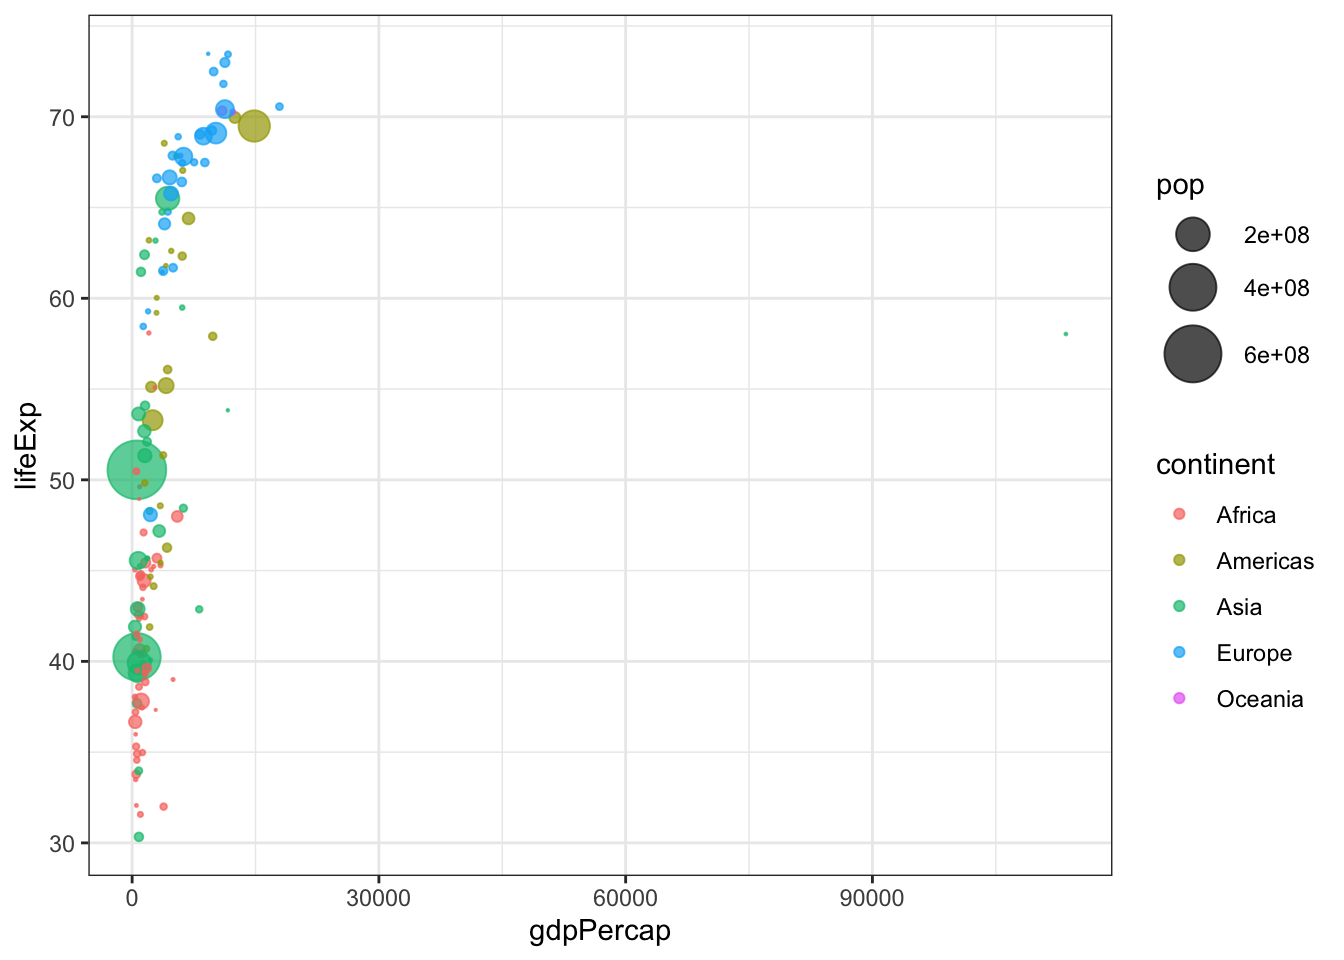 70
60
50
40
30
lifeExp
0 30000 60000 90000
gdpPercap
pop
2e+08
4e+08
6e+08
continent
Africa
Americas
Asia
Europe
Oceania